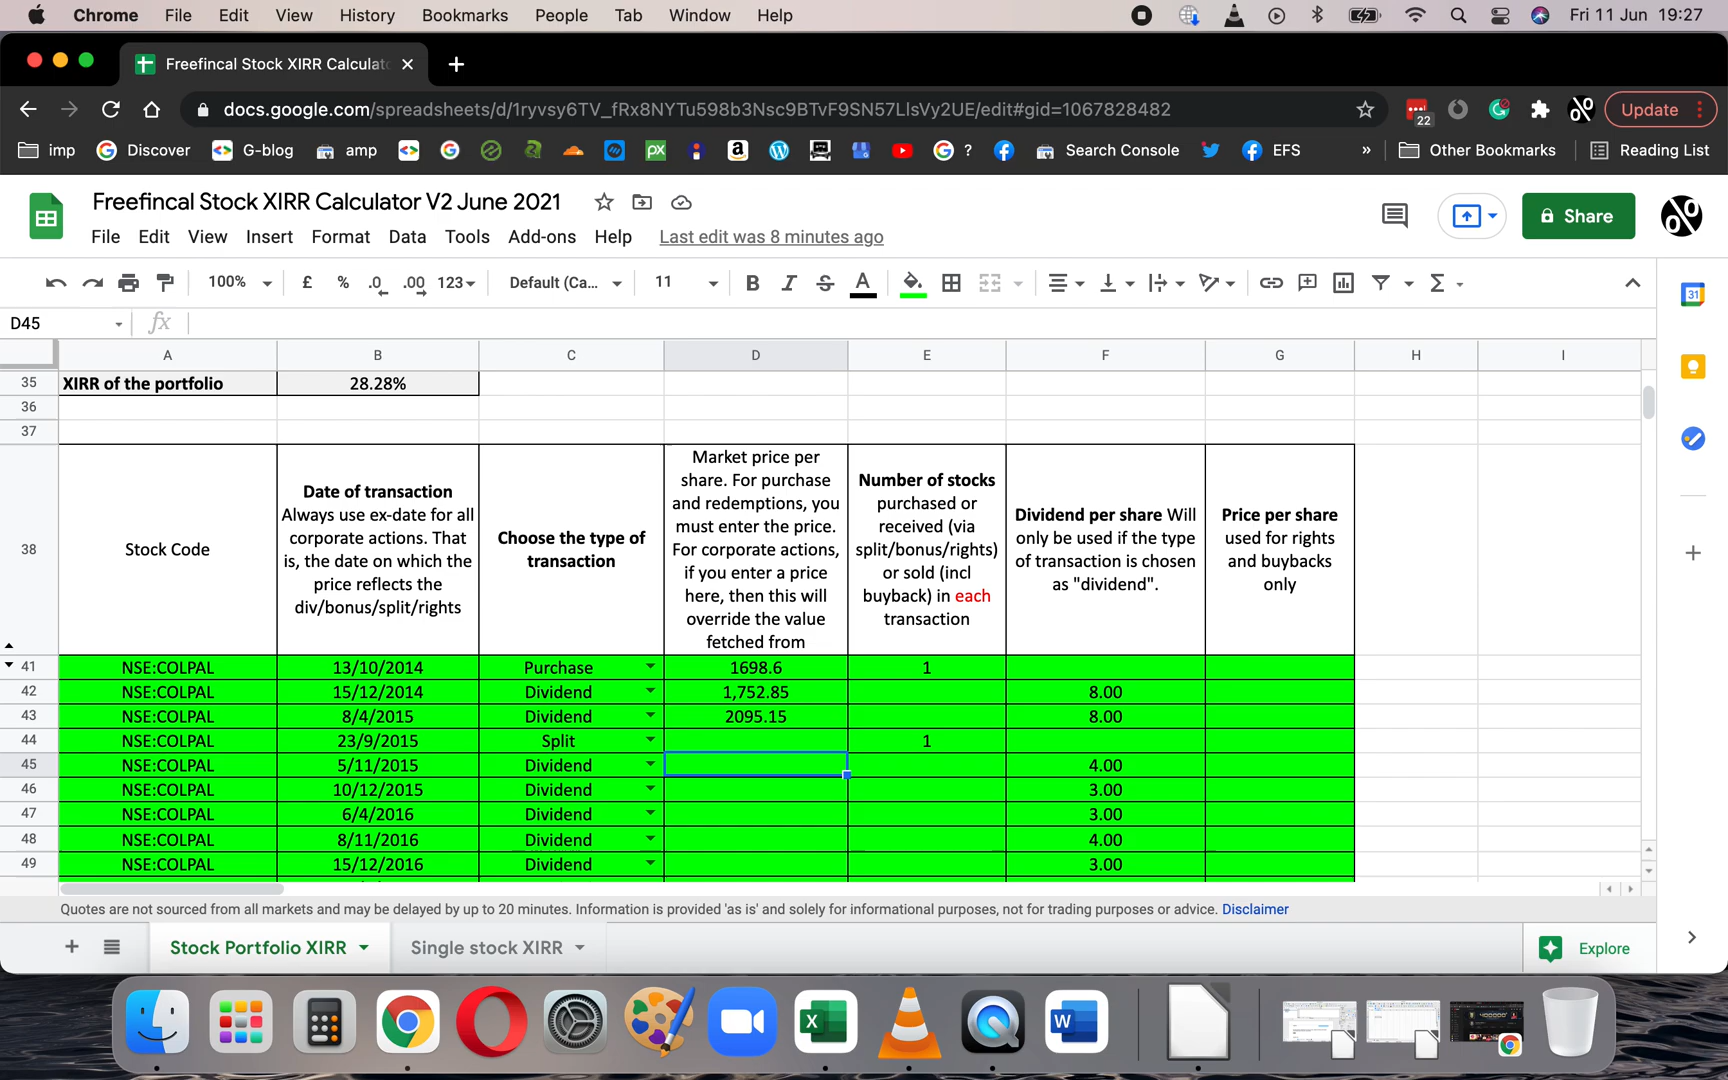 Chrome File Edit View History Bookmarks People Tab Window Help Fri 11 Jun 19:27
Freefincal Stock XIRR Calculat
docs.google.com/spreadsheets/d/1ryvsy6TV_fRx8NYTu598b3Nsc9BTvF9SN57LlsVy2UE/edit#gid=1067828482 22 Update
imp Discover G-blog amp Search Console EFS » Other Bookmarks Reading List
Freefincal Stock XIRR Calculator V2 June 2021
File Edit View Insert Format Data Tools Add-ons Help Last edit was 8 minutes ago Share
100% £ % .0 .00 123 Default (Ca... 11 B I S A Σ 31
D45 fx
A B C D E F G H I
35 XIRR of the portfolio 28.28%
36
37
38
Stock Code
Date of transaction
Always use ex-date for all
corporate actions. That
is, the date on which the
price reflects the
div/bonus/split/rights
Choose the type of
transaction
Market price per
share. For purchase
and redemptions, you
must enter the price.
For corporate actions,
if you enter a price
here, then this will
override the value
fetched from
Number of stocks
purchased or
received (via
split/bonus/rights)
or sold (incl
buyback) in each
transaction
Dividend per share Will
only be used if the type
of transaction is chosen
as "dividend".
Price per share
used for rights
and buybacks
only
41 NSE:COLPAL 13/10/2014 Purchase 1698.6 1
42 NSE:COLPAL 15/12/2014 Dividend 1,752.85 8.00
43 NSE:COLPAL 8/4/2015 Dividend 2095.15 8.00
44 NSE:COLPAL 23/9/2015 Split 1
45 NSE:COLPAL 5/11/2015 Dividend 4.00
46 NSE:COLPAL 10/12/2015 Dividend 3.00
47 NSE:COLPAL 6/4/2016 Dividend 3.00
48 NSE:COLPAL 8/11/2016 Dividend 4.00
49 NSE:COLPAL 15/12/2016 Dividend 3.00
Quotes are not sourced from all markets and may be delayed by up to 20 minutes. Information is provided 'as is' and solely for informational purposes, not for trading purposes or advice. Disclaimer
Stock Portfolio XIRR Single stock XIRR Explore